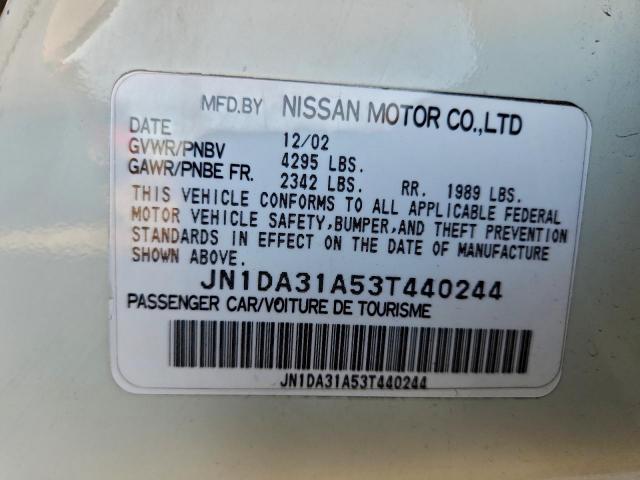 MFD.BY NISSAN MOTOR CO.,LTD
DATE 12/02
GVWR/PNBV 4295 LBS.
GAWR/PNBE FR. 2342 LBS. RR. 1989 LBS.
THIS VEHICLE CONFORMS TO ALL APPLICABLE FEDERAL
MOTOR VEHICLE SAFETY,BUMPER,AND THEFT PREVENTION
STANDARDS IN EFFECT ON THE DATE OF MANUFACTURE
SHOWN ABOVE.
JN1DA31A53T440244
PASSENGER CAR/VOITURE DE TOURISME
JN1DA31A53T440244